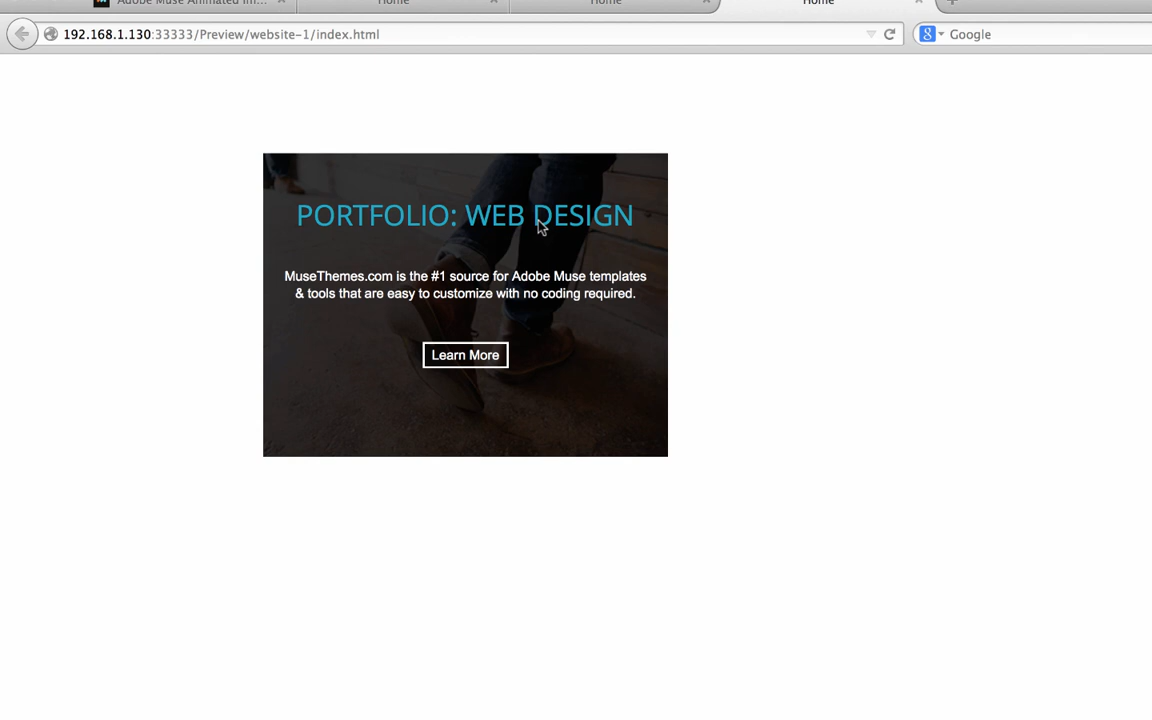 Adobe Muse Animated Im...
Home
Home
Home
192.168.1.130:33333/Preview/website-1/index.html
Google
PORTFOLIO: WEB DESIGN
MuseThemes.com is the #1 source for Adobe Muse templates
& tools that are easy to customize with no coding required.
Learn More